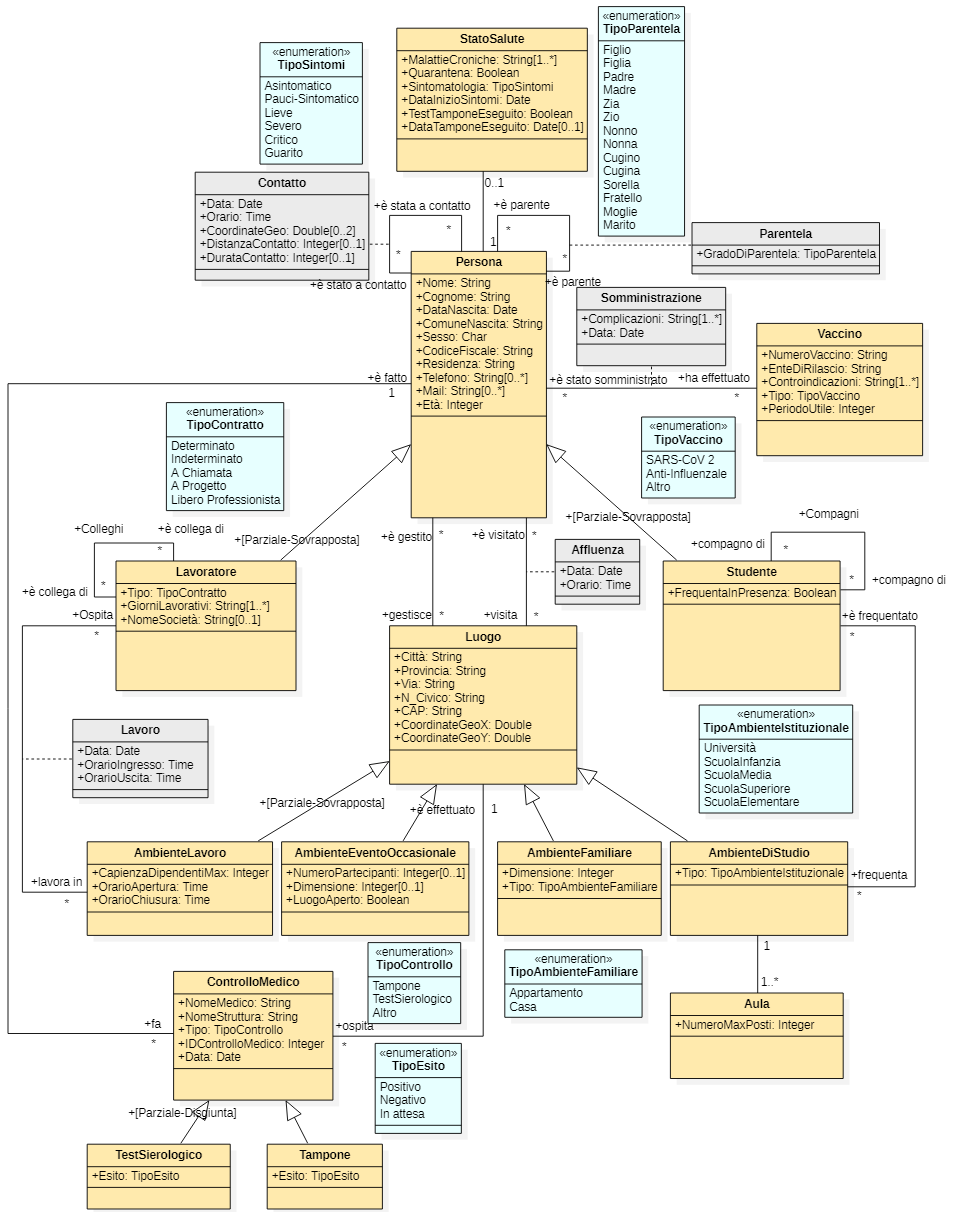 «enumeration»
TipoParentela
Figlio
Figlia
Padre
Madre
Zia
Zio
Nonno
Nonna
Cugino
Cugina
Sorella
Fratello
Moglie
Marito
StatoSalute
+MalattieCroniche: String[1..*]
+Quarantena: Boolean
+Sintomatologia: TipoSintomi
+DataInizioSintomi: Date
+TestTamponeEseguito: Boolean
+DataTamponeEseguito: Date[0..1]
«enumeration»
TipoSintomi
Asintomatico
Pauci-Sintomatico
Lieve
Severo
Critico
Guarito
Contatto
+Data: Date
+Orario: Time
+CoordinateGeo: Double[0..2]
+DistanzaContatto: Integer[0..1]
+DurataContatto: Integer[0..1]
0..1
1
+è stata a contatto
*
*
+è stato a contatto
+è parente
*
*
+è parente
Parentela
+GradoDiParentela: TipoParentela
Persona
+Nome: String
+Cognome: String
+DataNascita: Date
+ComuneNascita: String
+Sesso: Char
+CodiceFiscale: String
+Residenza: String
+Telefono: String[0..*]
+Mail: String[0..*]
+Età: Integer
Somministrazione
+Complicazioni: String[1..*]
+Data: Date
Vaccino
+NumeroVaccino: String
+EnteDiRilascio: String
+Controindicazioni: String[1..*]
+Tipo: TipoVaccino
+PeriodoUtile: Integer
+è stato somministrato
*
+ha effettuato
*
+è fatto
1
«enumeration»
TipoContratto
Determinato
Indeterminato
A Chiamata
A Progetto
Libero Professionista
«enumeration»
TipoVaccino
SARS-CoV 2
Anti-Influenzale
Altro
+[Parziale-Sovrapposta]
+[Parziale-Sovrapposta]
+Colleghi
+è collega di
*
*
+è collega di
+Compagni
+compagno di
*
*
+compagno di
+è gestito
*
+è visitato
*
Affluenza
+Data: Date
+Orario: Time
Lavoratore
+Tipo: TipoContratto
+GiorniLavorativi: String[1..*]
+NomeSocietà: String[0..1]
Studente
+FrequentaInPresenza: Boolean
+Ospita
*
+gestisce
*
+visita
*
+è frequentato
*
Luogo
+Città: String
+Provincia: String
+Via: String
+N_Civico: String
+CAP: String
+CoordinateGeoX: Double
+CoordinateGeoY: Double
Lavoro
+Data: Date
+OrarioIngresso: Time
+OrarioUscita: Time
«enumeration»
TipoAmbienteIstituzionale
Università
ScuolaInfanzia
ScuolaMedia
ScuolaSuperiore
ScuolaElementare
+[Parziale-Sovrapposta]
+è effettuato
1
AmbienteLavoro
+CapienzaDipendentiMax: Integer
+OrarioApertura: Time
+OrarioChiusura: Time
AmbienteEventoOccasionale
+NumeroPartecipanti: Integer[0..1]
+Dimensione: Integer[0..1]
+LuogoAperto: Boolean
AmbienteFamiliare
+Dimensione: Integer
+Tipo: TipoAmbienteFamiliare
AmbienteDiStudio
+Tipo: TipoAmbienteIstituzionale
+lavora in
*
+frequenta
*
1
1..*
«enumeration»
TipoControllo
Tampone
TestSierologico
Altro
«enumeration»
TipoAmbienteFamiliare
Appartamento
Casa
Aula
+NumeroMaxPosti: Integer
ControlloMedico
+NomeMedico: String
+NomeStruttura: String
+Tipo: TipoControllo
+IDControlloMedico: Integer
+Data: Date
+fa
*
+ospita
*
«enumeration»
TipoEsito
Positivo
Negativo
In attesa
+[Parziale-Disgiunta]
TestSierologico
+Esito: TipoEsito
Tampone
+Esito: TipoEsito